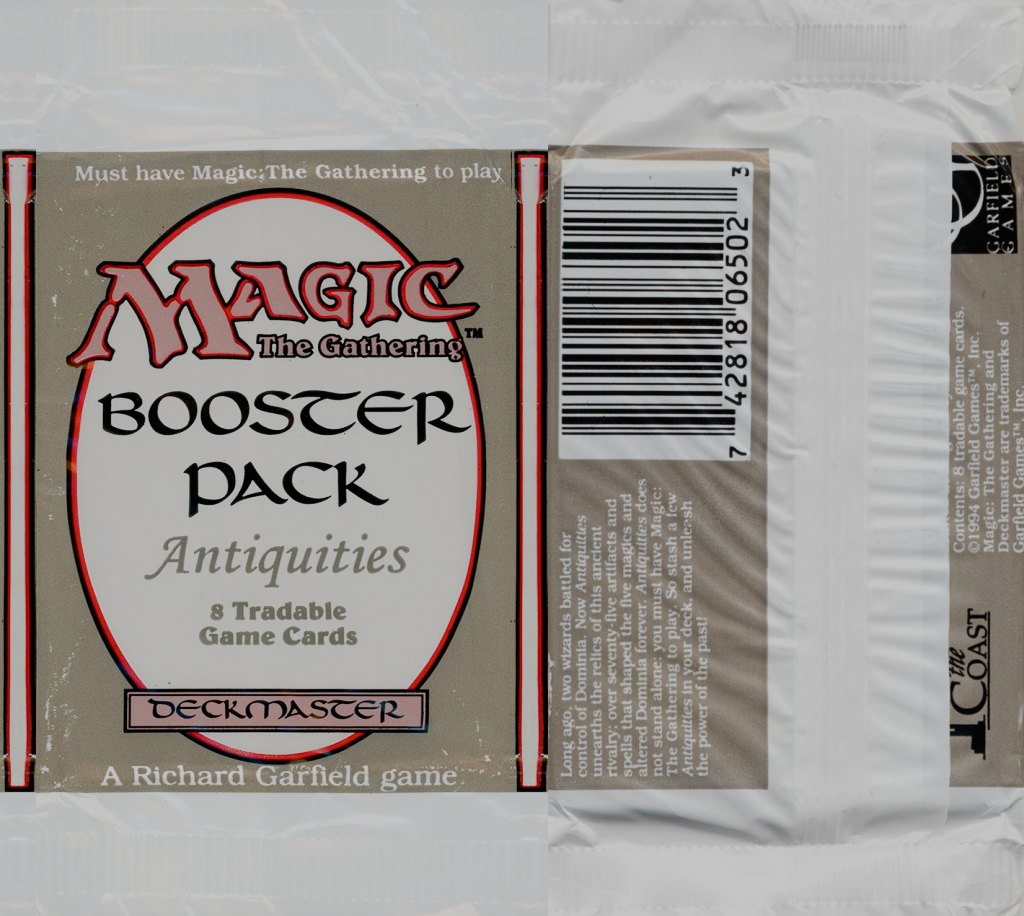 Must have Magic:The Gathering to play
MAGIC
The Gathering™
BOOSTER
PACK
Antiquities
8 Tradable
Game Cards
DECKMASTER
A Richard Garfield game
7 42818 06502 3
Long ago, two wizards battled for
control of Dominia. Now Antiquities
unearths the relics of this ancient
rivalry: over seventy-five artifacts and
spells that shaped the five magics and
altered Dominia forever. Antiquities does
not stand alone: you must have Magic:
The Gathering to play. So stash a few
Antiquities in your deck, and unleash
the power of the past!
GARFIELD
GAMES
Contents: 8 tradable game cards.
©1994 Garfield Games™, Inc.
Magic: The Gathering and
Deckmaster are trademarks of
Garfield Games™ Inc.
the
COAST